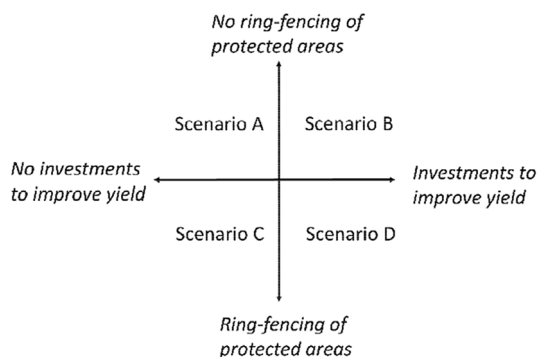 No ring-fencing of
protected areas
Scenario A
Scenario B
No investments
to improve yield
Investments to
improve yield
Scenario C
Scenario D
Ring-fencing of
protected areas